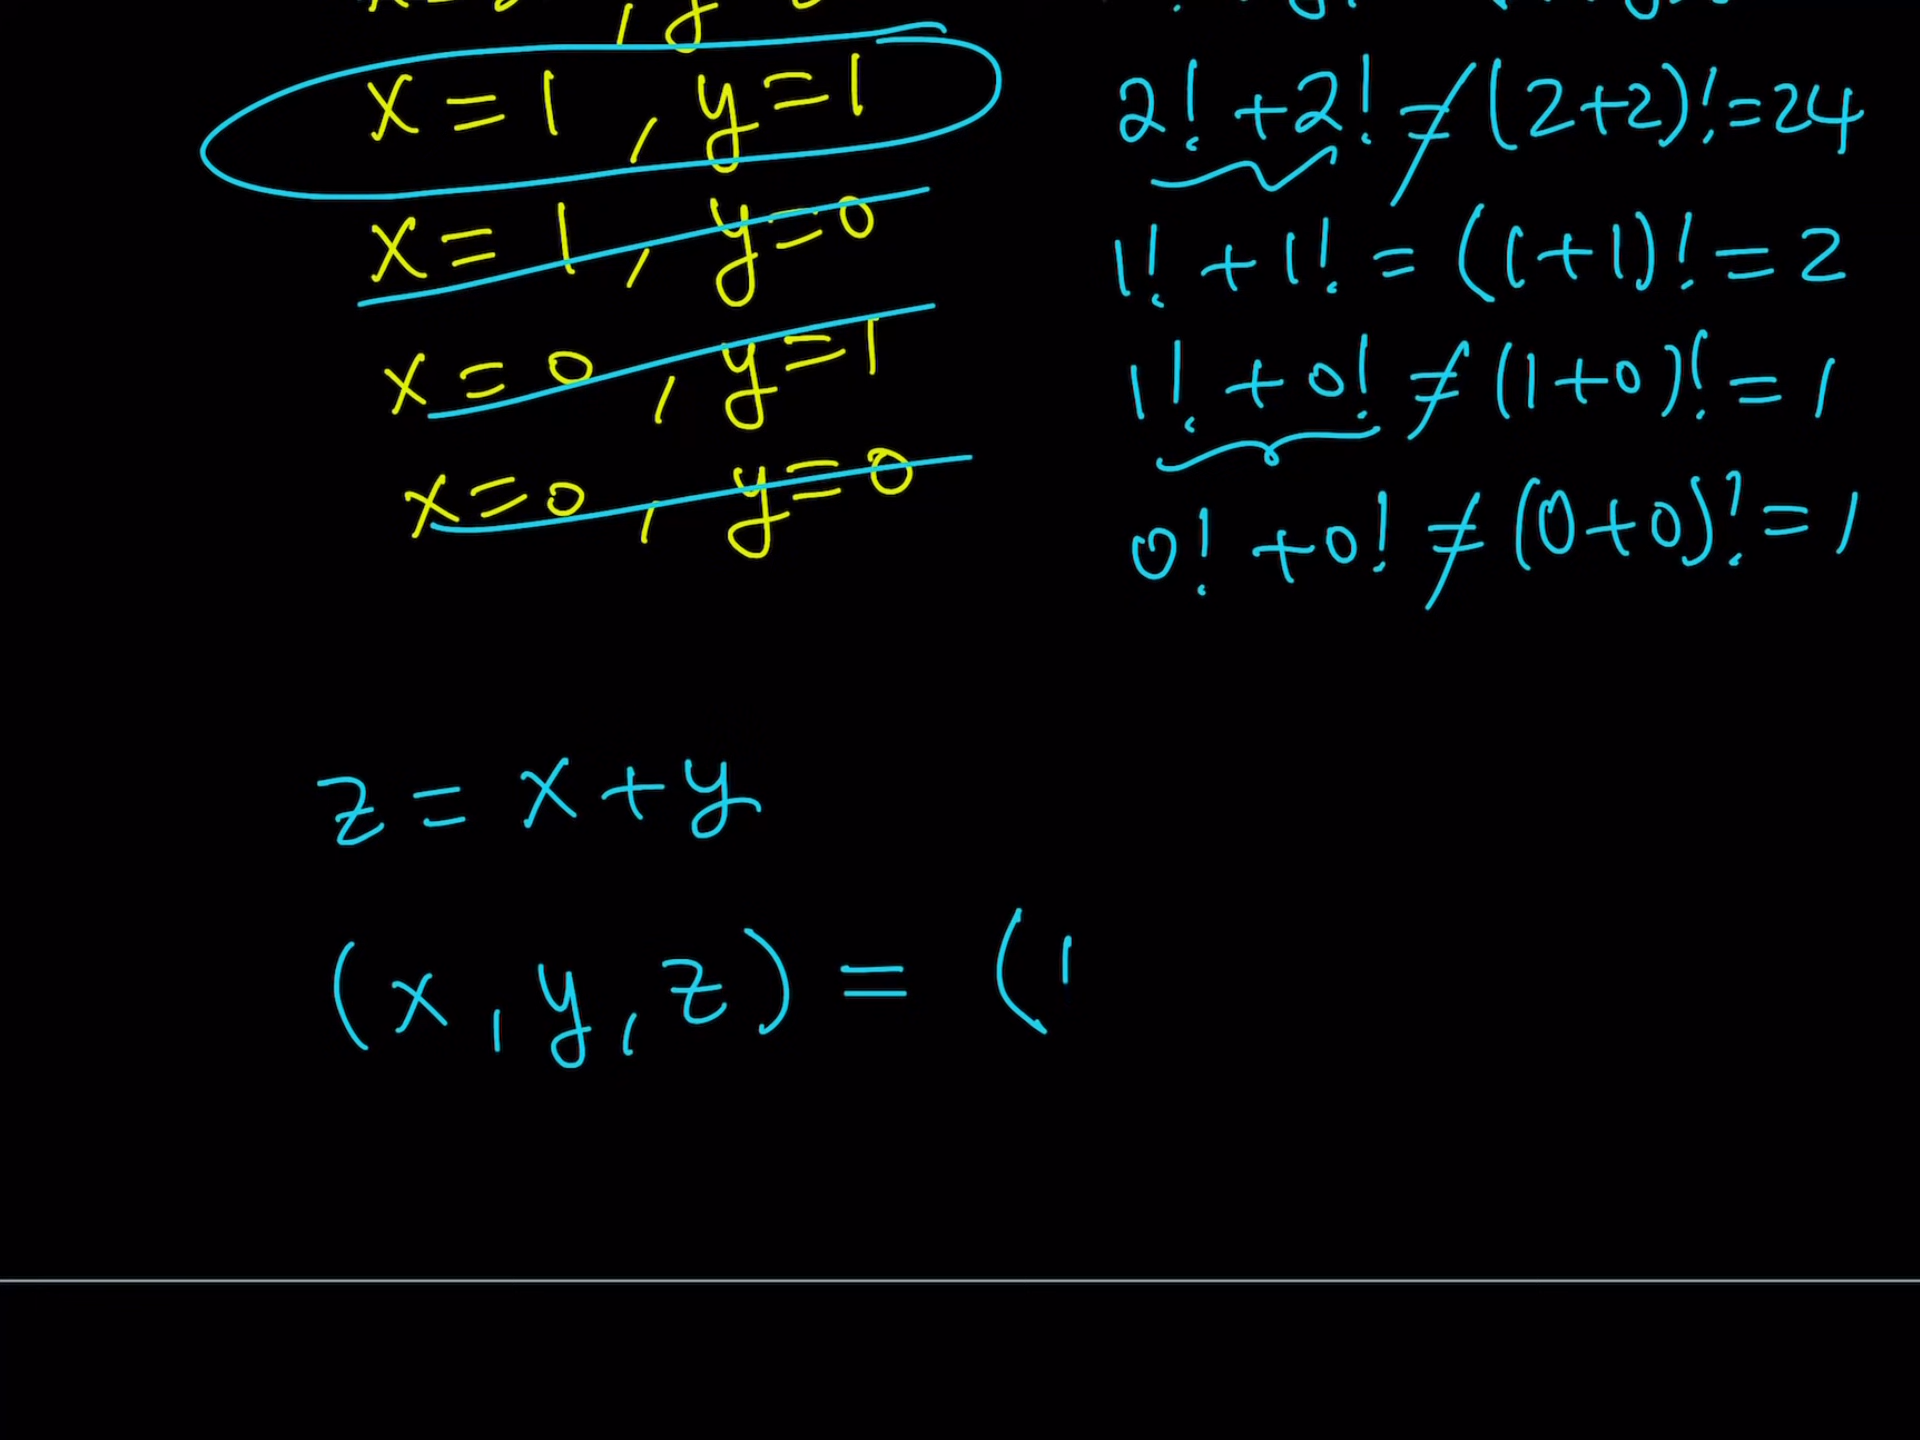 x = 1 , y = 1
2! + 2! ≠ (2+2)! = 24
x = 1 , y = 0
1! + 1! = (1+1)! = 2
x = 0 , y = 1
1! + 0! ≠ (1+0)! = 1
x = 0 , y = 0
0! + 0! ≠ (0+0)! = 1
z = x + y
(x , y , z) = (1